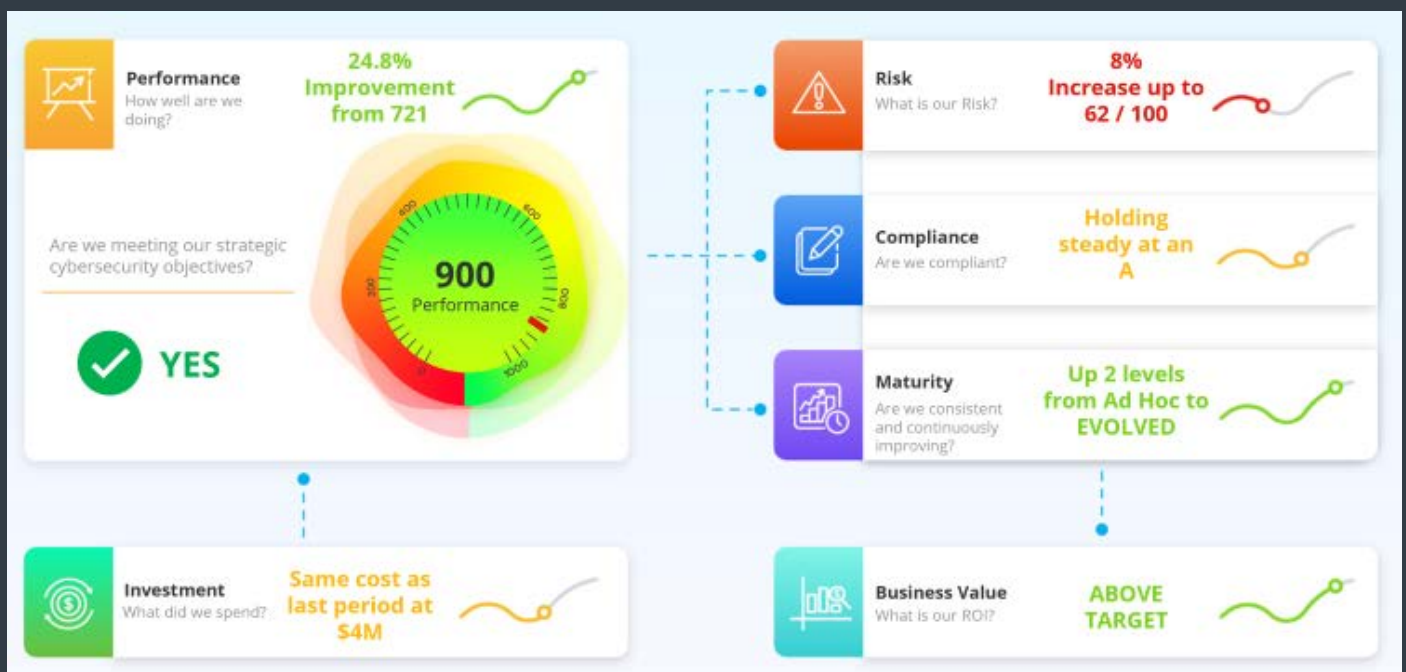 Performance
How well are we
doing?
24.8%
Improvement
from 721
Are we meeting our strategic
cybersecurity objectives?
YES
0
200
400
600
800
1000
900
Performance
Risk
What is our Risk?
8%
Increase up to
62 / 100
Compliance
Are we compliant?
Holding
steady at an
A
Maturity
Are we consistent
and continuously
improving?
Up 2 levels
from Ad Hoc to
EVOLVED
Investment
What did we spend?
Same cost as
last period at
$4M
Business Value
What is our ROI?
ABOVE
TARGET